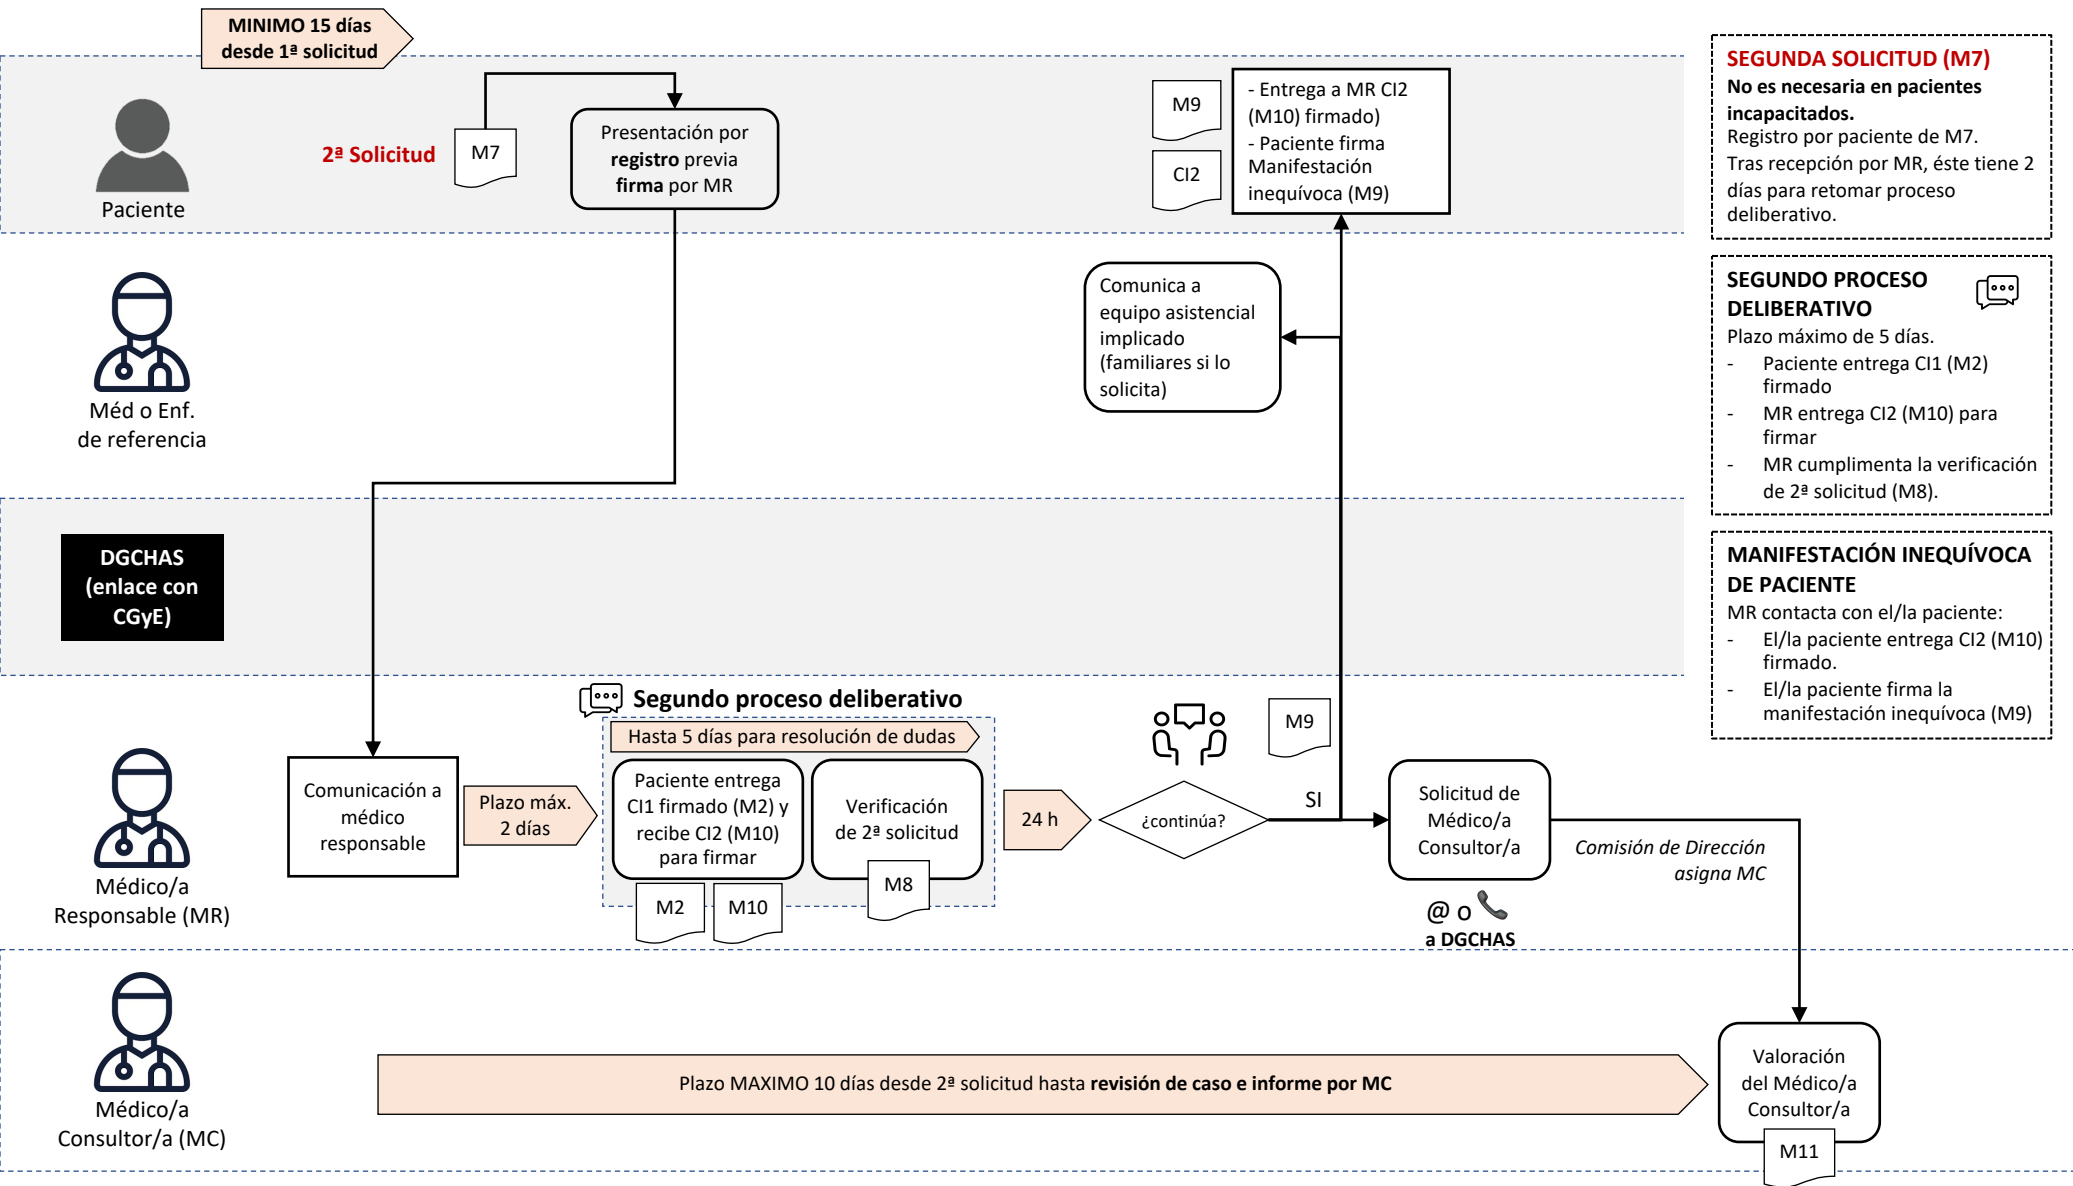 MINIMO 15 días
desde 1ª solicitud
Paciente
2ª Solicitud
M7
Presentación por
registro previa
firma por MR
M9
CI2
- Entrega a MR CI2
(M10) firmado)
- Paciente firma
Manifestación
inequívoca (M9)
Méd o Enf.
de referencia
Comunica a
equipo asistencial
implicado
(familiares si lo
solicita)
DGCHAS
(enlace con
CGyE)
Médico/a
Responsable (MR)
Comunicación a
médico
responsable
Plazo máx.
2 días
Segundo proceso deliberativo
Hasta 5 días para resolución de dudas
Paciente entrega
CI1 firmado (M2) y
recibe CI2 (M10)
para firmar
M2
M10
Verificación
de 2ª solicitud
M8
24 h
¿continúa?
M9
SI
Solicitud de
Médico/a
Consultor/a
@ o
a DGCHAS
Comisión de Dirección
asigna MC
Médico/a
Consultor/a (MC)
Plazo MAXIMO 10 días desde 2ª solicitud hasta revisión de caso e informe por MC
Valoración
del Médico/a
Consultor/a
M11
SEGUNDA SOLICITUD (M7)
No es necesaria en pacientes
incapacitados.
Registro por paciente de M7.
Tras recepción por MR, éste tiene 2
días para retomar proceso
deliberativo.
SEGUNDO PROCESO
DELIBERATIVO
Plazo máximo de 5 días.
- Paciente entrega CI1 (M2)
firmado
- MR entrega CI2 (M10) para
firmar
- MR cumplimenta la verificación
de 2ª solicitud (M8).
MANIFESTACIÓN INEQUÍVOCA
DE PACIENTE
MR contacta con el/la paciente:
- El/la paciente entrega CI2 (M10)
firmado.
- El/la paciente firma la
manifestación inequívoca (M9)